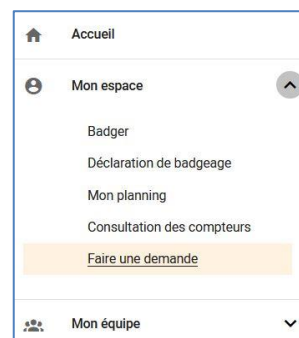 Accueil
Mon espace
Badger
Déclaration de badgeage
Mon planning
Consultation des compteurs
Faire une demande
Mon équipe